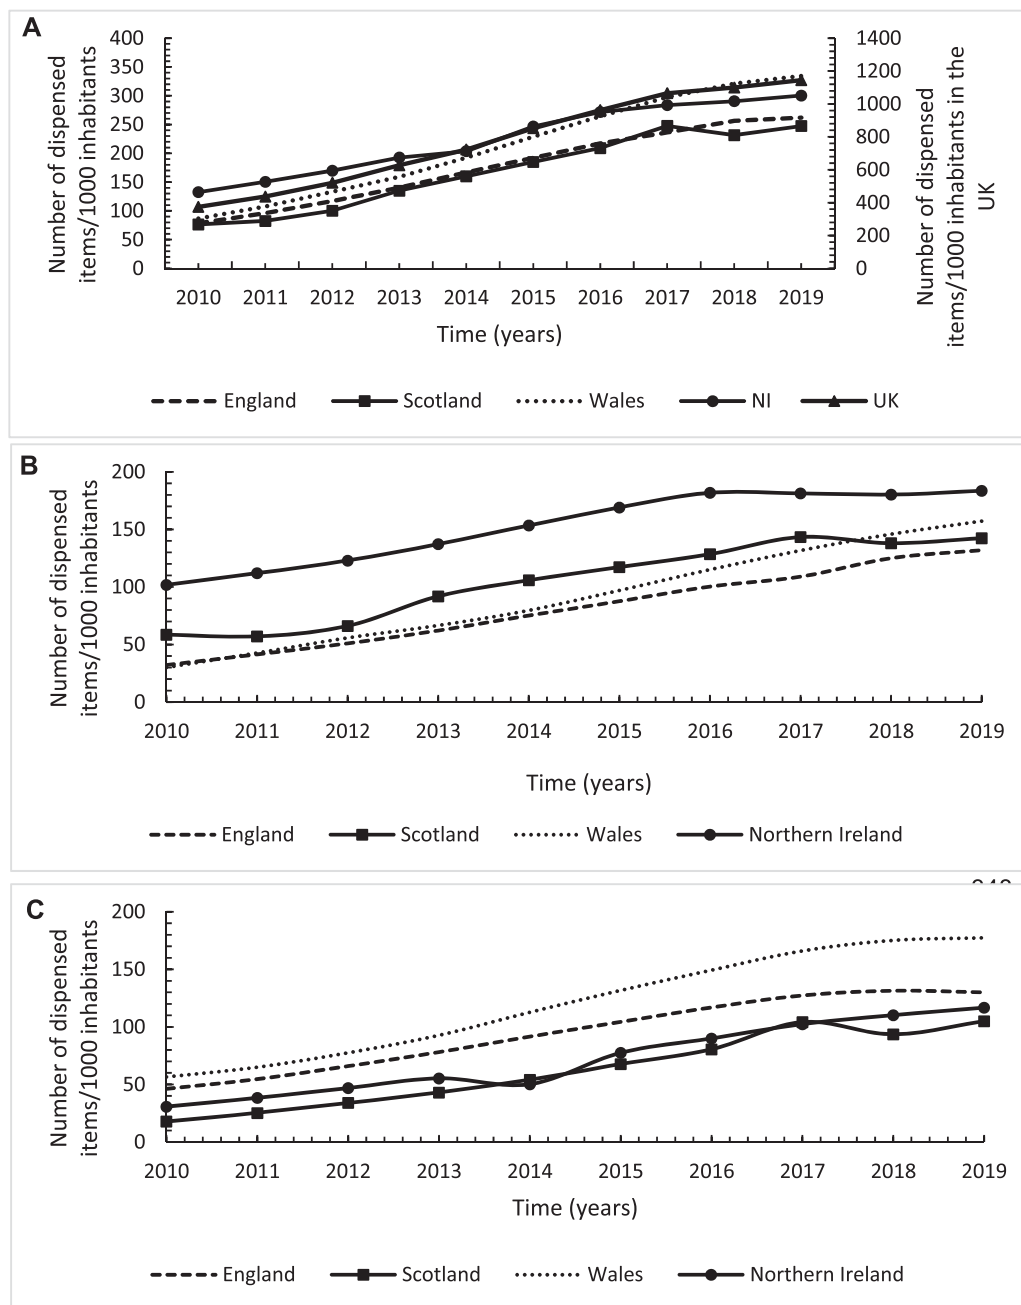 A
Number of dispensed
items/1000 inhabitants
400
350
300
250
200
150
100
50
0
1400
1200
1000
800
600
400
200
0
Number of dispensed
items/1000 inhabitants in the
UK
2010 2011 2012 2013 2014 2015 2016 2017 2018 2019
Time (years)
England Scotland Wales NI UK
B
Number of dispensed
items/1000 inhabitants
200
150
100
50
0
2010 2011 2012 2013 2014 2015 2016 2017 2018 2019
Time (years)
England Scotland Wales Northern Ireland
C
Number of dispensed
items/1000 inhabitants
200
150
100
50
0
2010 2011 2012 2013 2014 2015 2016 2017 2018 2019
Time (years)
England Scotland Wales Northern Ireland